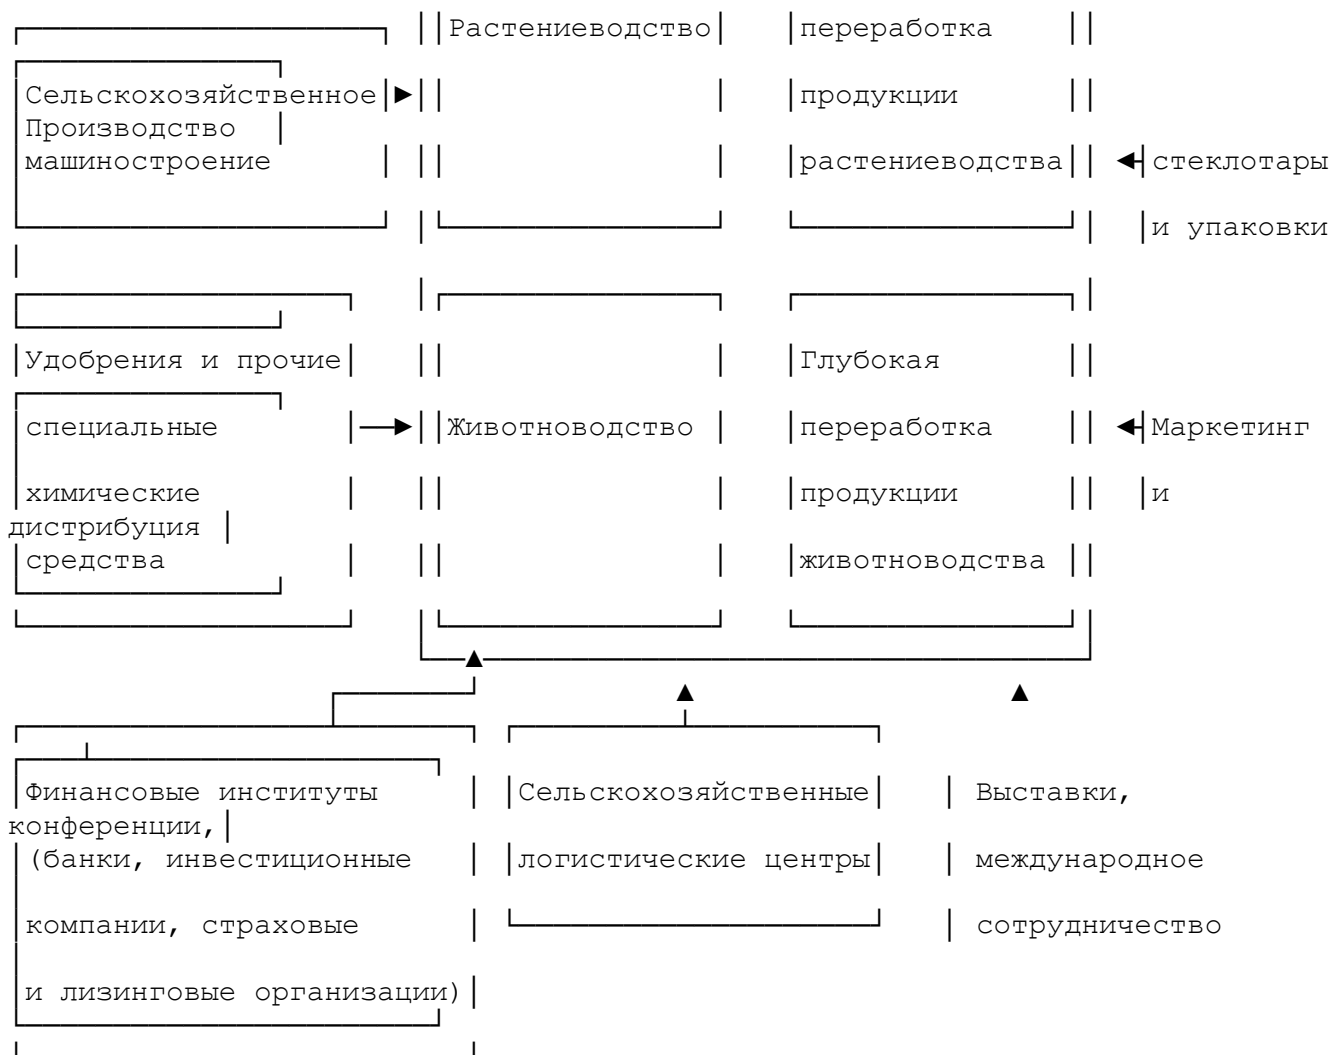 Растениеводство переработка
Сельскохозяйственное продукции
Производство
машиностроение растениеводства стеклотары
и упаковки
Удобрения и прочие Глубокая
специальные Животноводство переработка Маркетинг
химические продукции и
дистрибуция
средства животноводства
Финансовые институты Сельскохозяйственные Выставки,
конференции,
(банки, инвестиционные логистические центры международное
компании, страховые сотрудничество
и лизинговые организации)